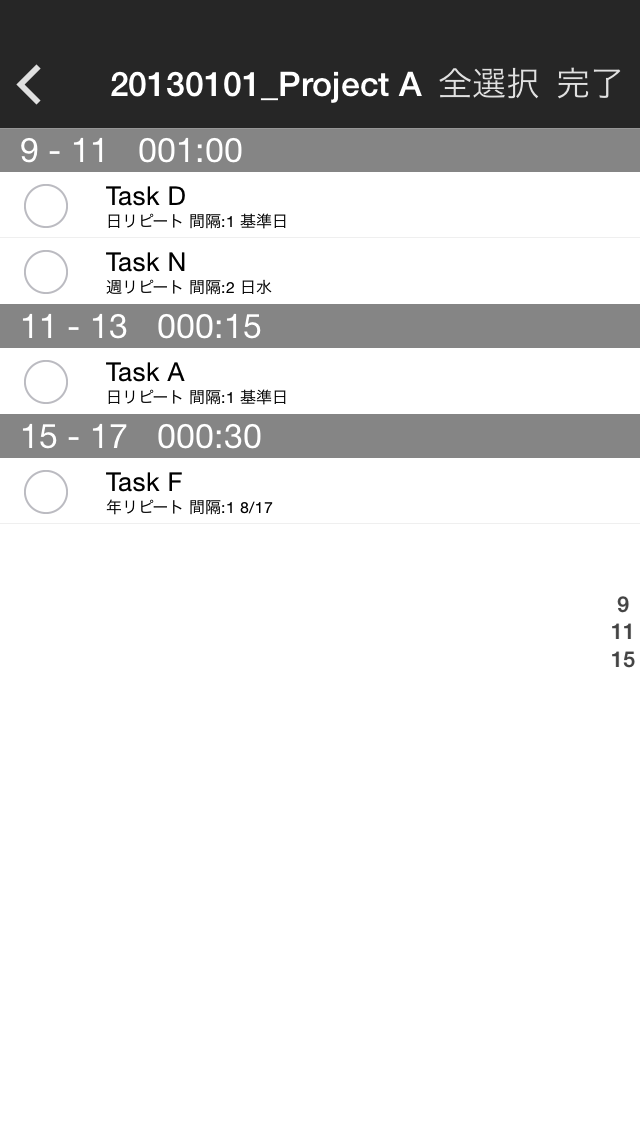 20130101_Project A 全選択 完了
9 - 11 001:00
Task D
日リピート 間隔:1 基準日
Task N
週リピート 間隔:2 日水
11 - 13 000:15
Task A
日リピート 間隔:1 基準日
15 - 17 000:30
Task F
年リピート 間隔:1 8/17
9
11
15